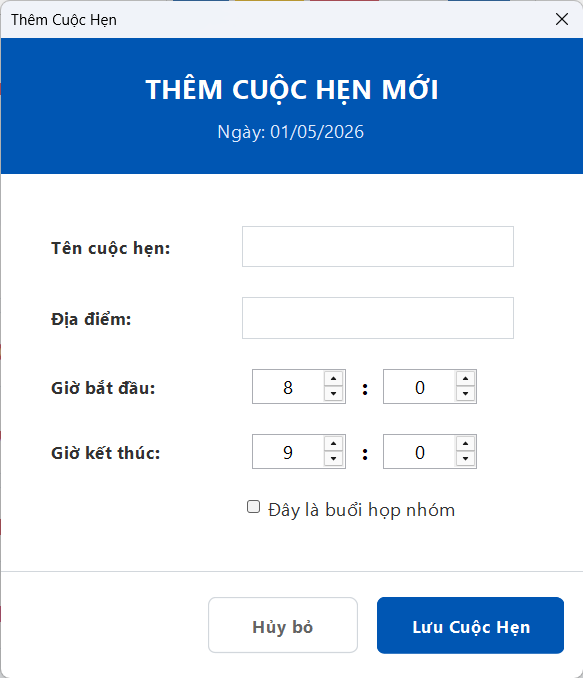 Thêm Cuộc Hẹn
THÊM CUỘC HẸN MỚI
Ngày: 01/05/2026
Tên cuộc hẹn:
Địa điểm:
Giờ bắt đầu: 8 : 0
Giờ kết thúc: 9 : 0
Đây là buổi họp nhóm
Hủy bỏ Lưu Cuộc Hẹn